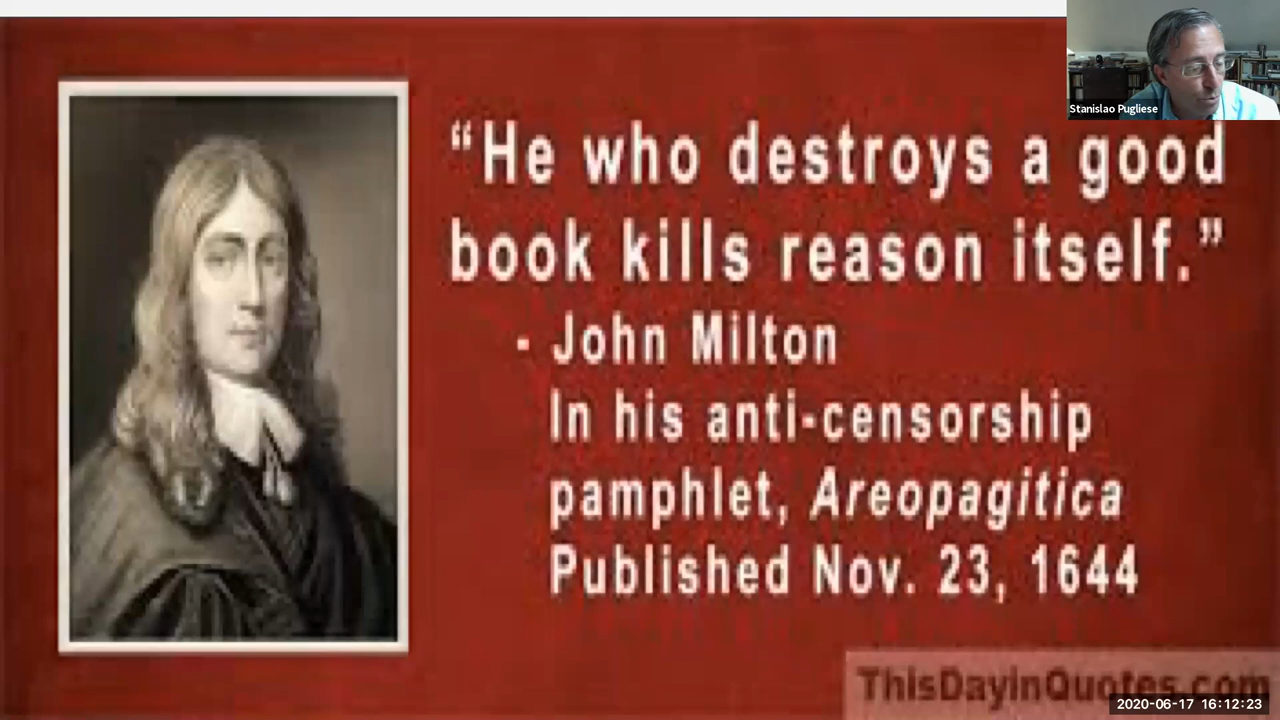 Stanislao Pugliese
“He who destroys a good
book kills reason itself.”
- John Milton
In his anti-censorship
pamphlet, Areopagitica
Published Nov. 23, 1644
ThisDayinQuotes.com
2020-06-17 16:12:23